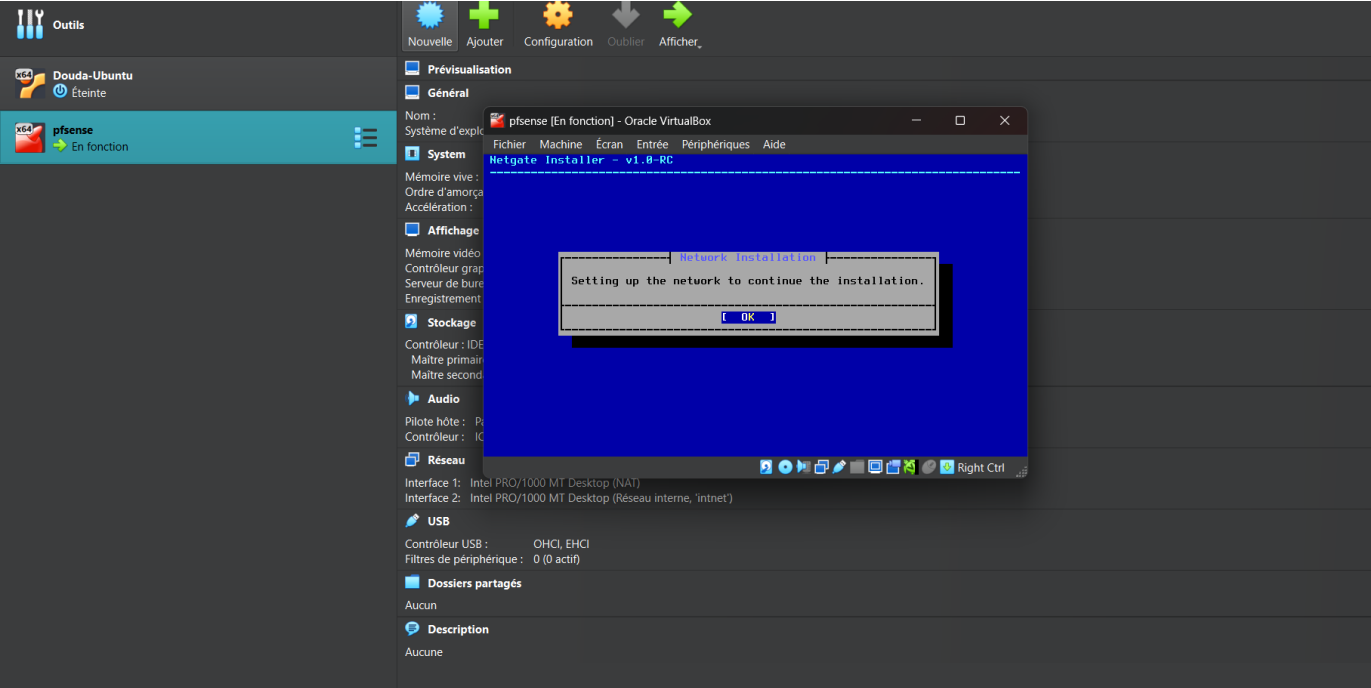 Outils
Nouvelle Ajouter Configuration Oublier Afficher
x64 Douda-Ubuntu
Éteinte
x64 pfsense
En fonction
Prévisualisation
Général
Nom :
Système d'explo
System
Mémoire vive :
Ordre d'amorça
Accélération :
Affichage
Mémoire vidéo
Contrôleur grap
Serveur de bure
Enregistrement
Stockage
Contrôleur : IDE
Maître primair
Maître second
Audio
Pilote hôte : Pa
Contrôleur : IC
Réseau
Interface 1: Intel PRO/1000 MT Desktop (NAT)
Interface 2: Intel PRO/1000 MT Desktop (Réseau interne, 'intnet')
USB
Contrôleur USB : OHCI, EHCI
Filtres de périphérique : 0 (0 actif)
Dossiers partagés
Aucun
Description
Aucune
pfsense [En fonction] - Oracle VirtualBox
Fichier Machine Écran Entrée Périphériques Aide
Netgate Installer - v1.0-RC
Network Installation
Setting up the network to continue the installation.
[ OK ]
Right Ctrl